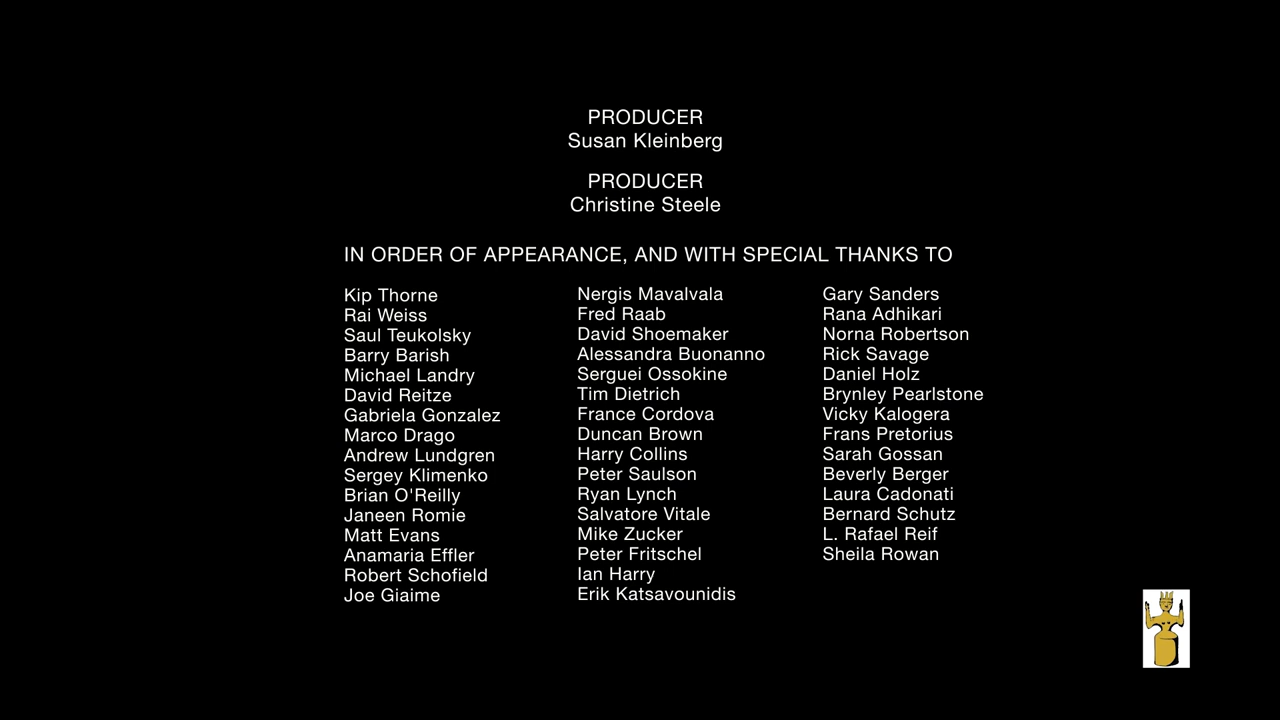 PRODUCER
Susan Kleinberg
PRODUCER
Christine Steele
IN ORDER OF APPEARANCE, AND WITH SPECIAL THANKS TO
Kip Thorne
Rai Weiss
Saul Teukolsky
Barry Barish
Michael Landry
David Reitze
Gabriela Gonzalez
Marco Drago
Andrew Lundgren
Sergey Klimenko
Brian O'Reilly
Janeen Romie
Matt Evans
Anamaria Effler
Robert Schofield
Joe Giaime
Nergis Mavalvala
Fred Raab
David Shoemaker
Alessandra Buonanno
Serguei Ossokine
Tim Dietrich
France Cordova
Duncan Brown
Harry Collins
Peter Saulson
Ryan Lynch
Salvatore Vitale
Mike Zucker
Peter Fritschel
Ian Harry
Erik Katsavounidis
Gary Sanders
Rana Adhikari
Norna Robertson
Rick Savage
Daniel Holz
Brynley Pearlstone
Vicky Kalogera
Frans Pretorius
Sarah Gossan
Beverly Berger
Laura Cadonati
Bernard Schutz
L. Rafael Reif
Sheila Rowan